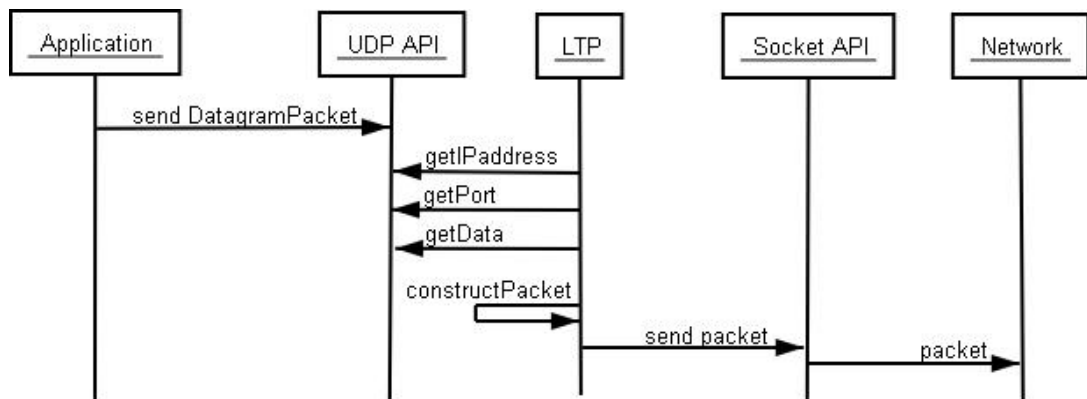 Application
UDP API
LTP
Socket API
Network
send DatagramPacket
getIPaddress
getPort
getData
constructPacket
send packet
packet